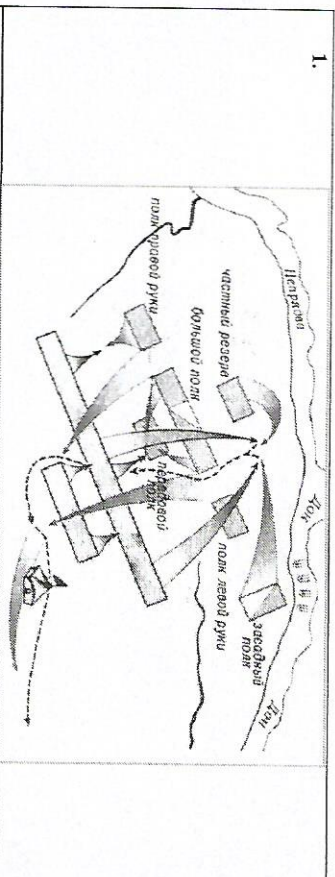 1.
Непрядва
Дон
Дон
частный резерв
большой полк
полк правой руки
передовой
полк
полк левой руки
засадный
полк